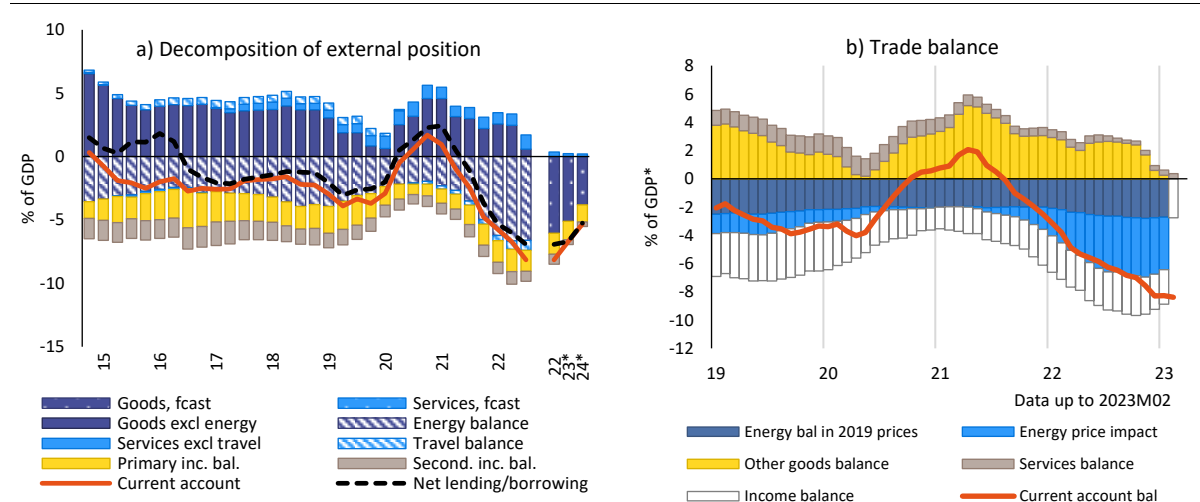 a) Decomposition of external position
% of GDP
10
5
0
-5
-10
-15
15
16
17
18
19
20
21
22
22
23*
24*
Goods, fcast
Services, fcast
Goods excl energy
Energy balance
Services excl travel
Travel balance
Primary inc. bal.
Second. inc. bal.
Current account
Net lending/borrowing
b) Trade balance
% of GDP*
8
6
4
2
0
-2
-4
-6
-8
-10
-12
19
20
21
22
23
Data up to 2023M02
Energy bal in 2019 prices
Energy price impact
Other goods balance
Services balance
Income balance
Current account bal